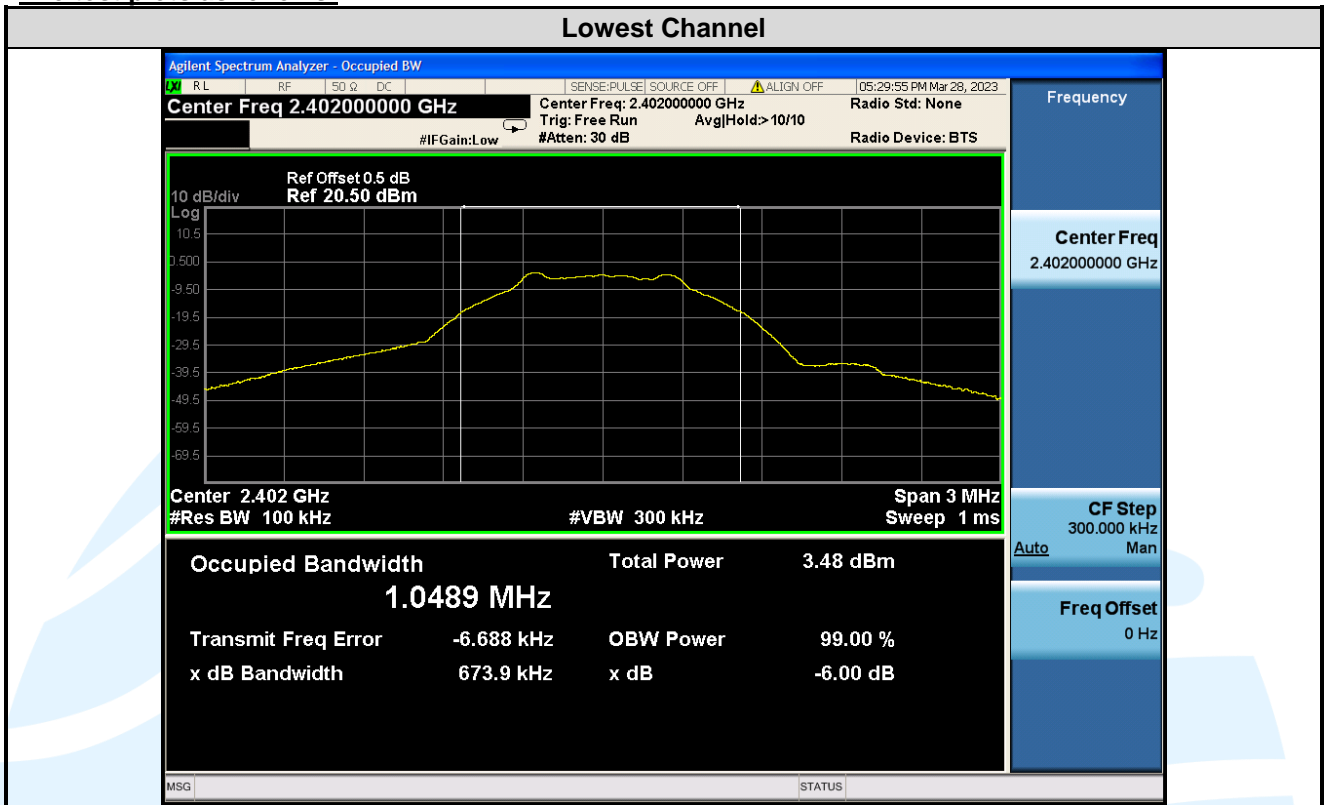 Lowest Channel
Agilent Spectrum Analyzer - Occupied BW
LXI RL RF 50 Ω DC SENSE:PULSE SOURCE OFF ALIGN OFF 05:29:55 PM Mar 28, 2023
Center Freq 2.402000000 GHz
Center Freq: 2.402000000 GHz
Radio Std: None
Trig: Free Run Avg|Hold:>10/10
#IFGain:Low
#Atten: 30 dB
Radio Device: BTS
Ref Offset 0.5 dB
10 dB/div Ref 20.50 dBm
Log
10.5
0.500
-9.50
-19.5
-29.5
-39.5
-49.5
-59.5
-69.5
Center 2.402 GHz Span 3 MHz
#Res BW 100 kHz #VBW 300 kHz Sweep 1 ms
Occupied Bandwidth Total Power 3.48 dBm
1.0489 MHz
Transmit Freq Error -6.688 kHz OBW Power 99.00 %
x dB Bandwidth 673.9 kHz x dB -6.00 dB
MSG STATUS
Frequency
Center Freq
2.402000000 GHz
CF Step
300.000 kHz
Auto Man
Freq Offset
0 Hz